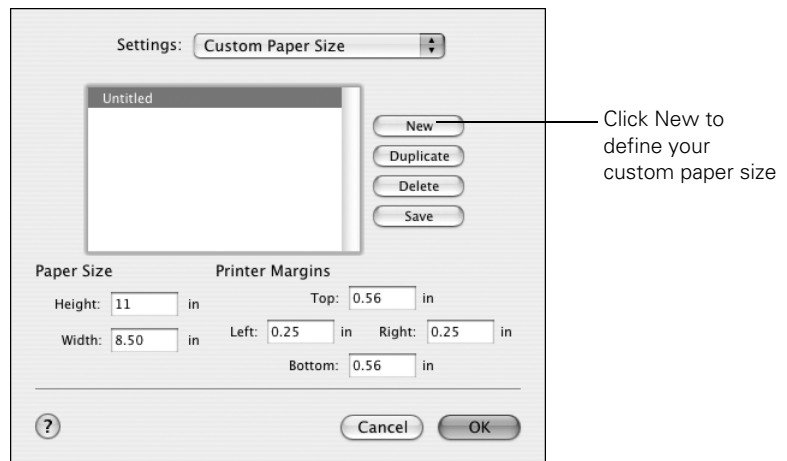 Settings: Custom Paper Size
Untitled
New
Duplicate
Delete
Save
Click New to
define your
custom paper size
Paper Size
Height: 11 in
Width: 8.50 in
Printer Margins
Top: 0.56 in
Left: 0.25 in Right: 0.25 in
Bottom: 0.56 in
? Cancel OK